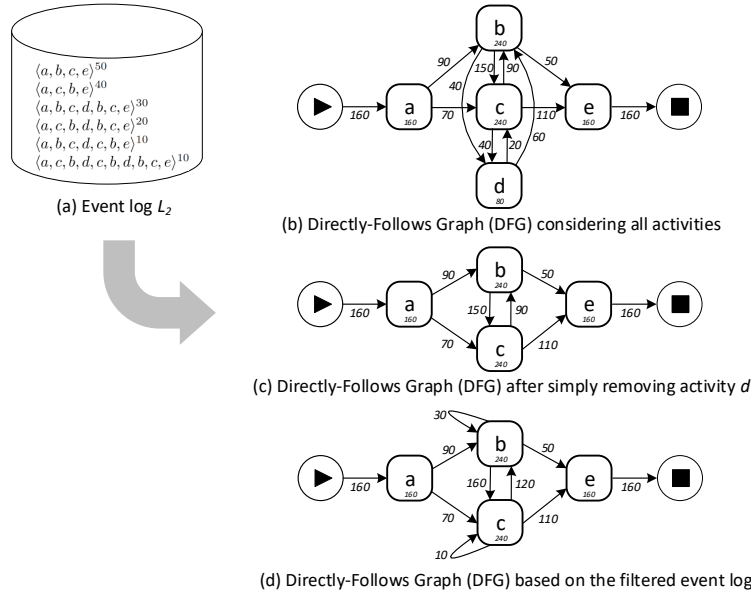 ⟨a, b, c, e⟩50
⟨a, c, b, e⟩40
⟨a, b, c, d, b, c, e⟩30
⟨a, c, b, d, b, c, e⟩20
⟨a, b, c, d, c, b, e⟩10
⟨a, c, b, d, c, b, d, b, c, e⟩10
(a) Event log L2
b
240
90
50
40
150
90
160
a
160
70
c
240
110
e
160
160
40
20
60
d
80
(b) Directly-Follows Graph (DFG) considering all activities
b
240
90
50
160
a
160
150
90
e
160
160
70
c
240
110
(c) Directly-Follows Graph (DFG) after simply removing activity d
30
b
240
90
50
160
a
160
160
120
e
160
160
70
c
240
110
10
(d) Directly-Follows Graph (DFG) based on the filtered event log